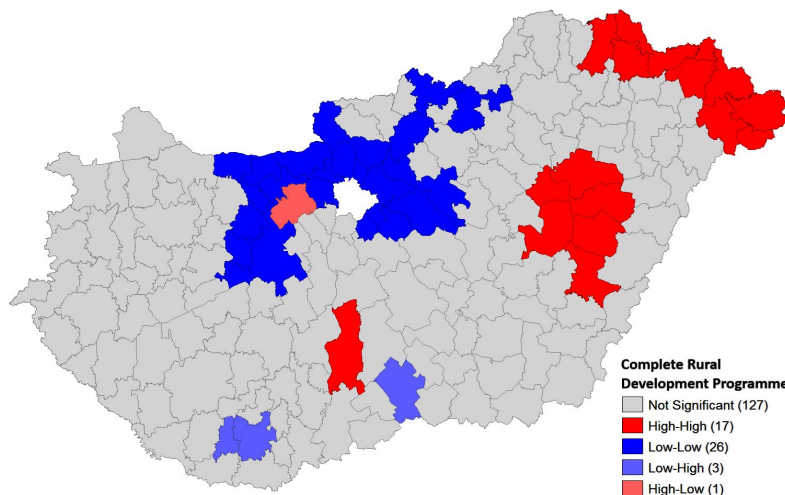 Complete Rural
Development Programme
Not Significant (127)
High-High (17)
Low-Low (26)
Low-High (3)
High-Low (1)